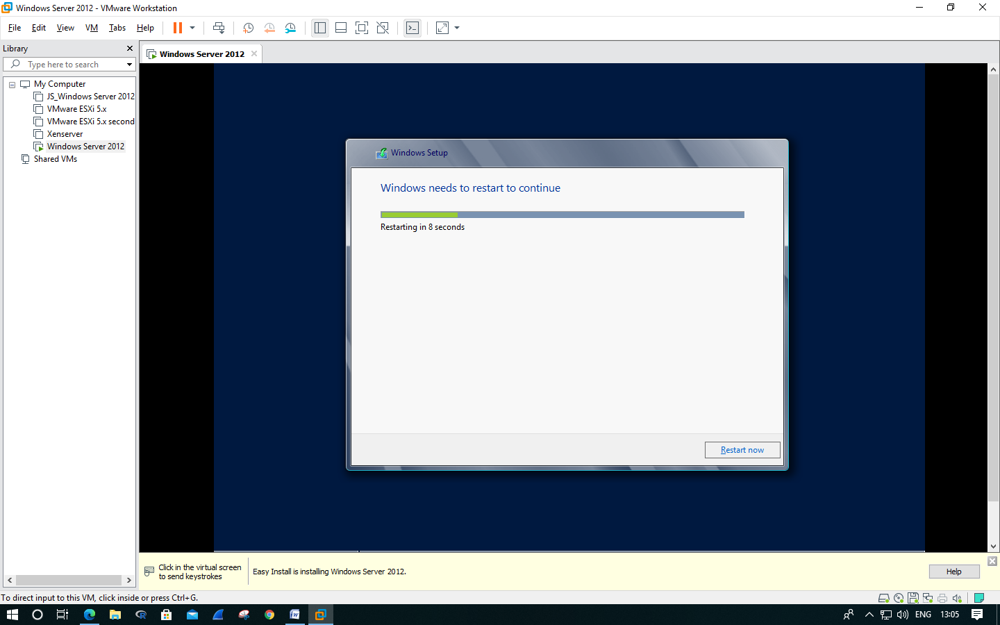 Windows Server 2012 - VMware Workstation
File Edit View VM Tabs Help
Library
Type here to search
Windows Server 2012
My Computer
JS_Windows Server 2012
VMware ESXi 5.x
VMware ESXi 5.x second
Xenserver
Windows Server 2012
Shared VMs
Windows Setup
Windows needs to restart to continue
Restarting in 8 seconds
Restart now
Click in the virtual screen
to send keystrokes
Easy Install is installing Windows Server 2012.
Help
To direct input to this VM, click inside or press Ctrl+G.
ENG 13:05